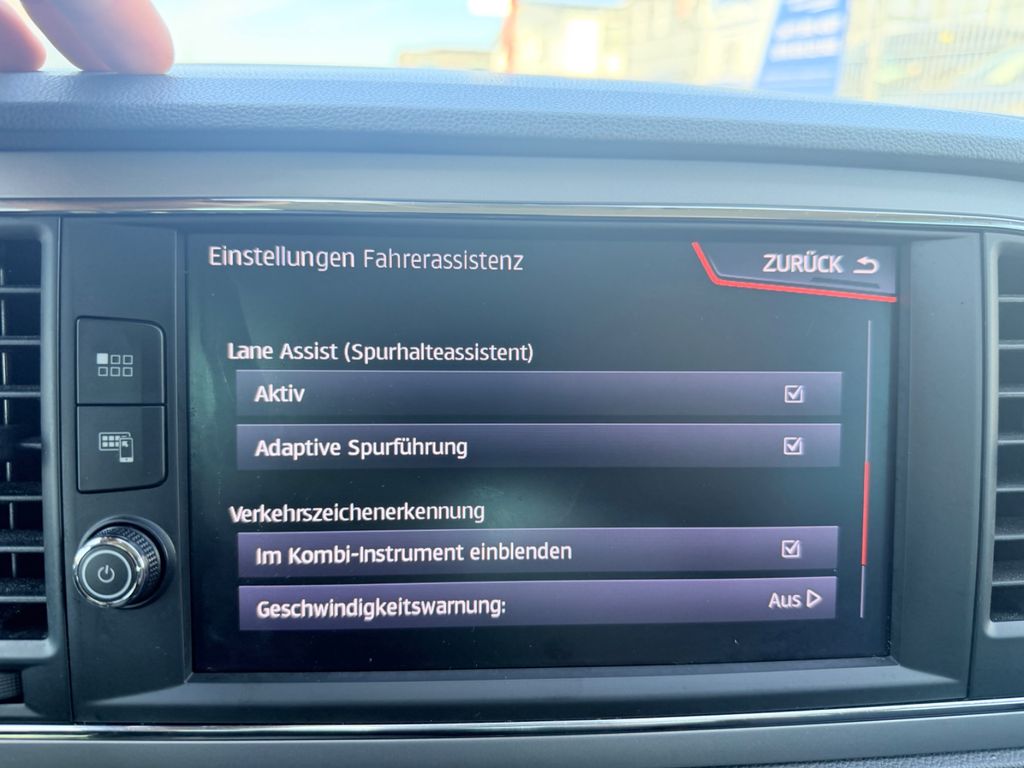 Einstellungen Fahrerassistenz
ZURÜCK
Lane Assist (Spurhalteassistent)
Aktiv
Adaptive Spurführung
Verkehrszeichenerkennung
Im Kombi-Instrument einblenden
Geschwindigkeitswarnung:
Aus